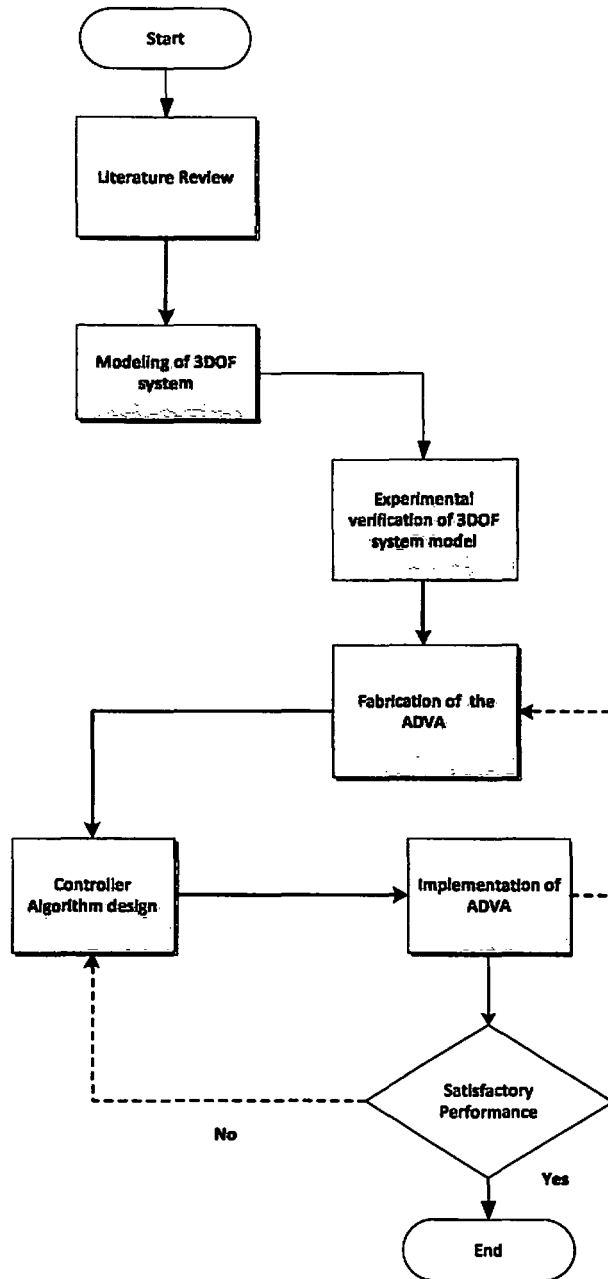 Start
Literature Review
Modeling of 3DOF
system
Experimental
verification of 3DOF
system model
Fabrication of the
ADVA
Controller
Algorithm design
Implementation of
ADVA
Satisfactory
Performance
No
Yes
End